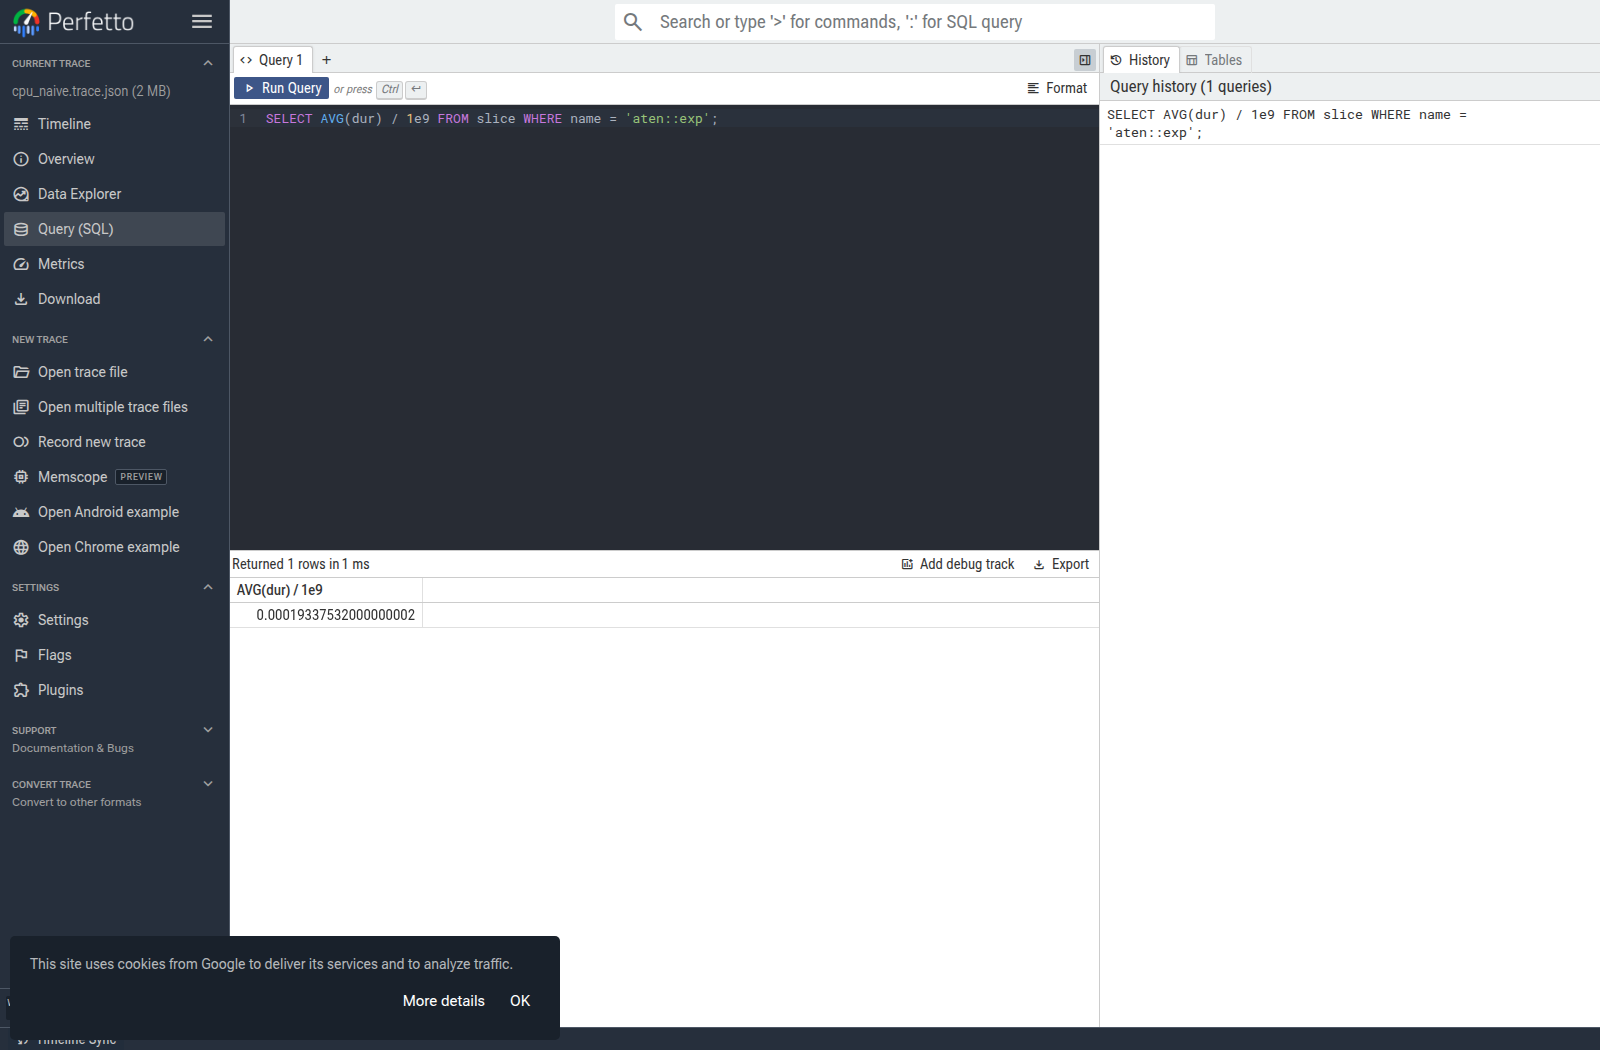 Perfetto
Search or type '>' for commands, ':' for SQL query
CURRENT TRACE
cpu_naive.trace.json (2 MB)
Timeline
Overview
Data Explorer
Query (SQL)
Metrics
Download
NEW TRACE
Open trace file
Open multiple trace files
Record new trace
Memscope PREVIEW
Open Android example
Open Chrome example
SETTINGS
Settings
Flags
Plugins
SUPPORT
Documentation & Bugs
CONVERT TRACE
Convert to other formats
Query 1 +
Run Query or press Ctrl ↵
Format
1 SELECT AVG(dur) / 1e9 FROM slice WHERE name = 'aten::exp';
Returned 1 rows in 1 ms
Add debug track
Export
AVG(dur) / 1e9
0.00019337532000000002
History
Tables
Query history (1 queries)
SELECT AVG(dur) / 1e9 FROM slice WHERE name =
'aten::exp';
This site uses cookies from Google to deliver its services and to analyze traffic.
More details OK
Timeline Sync